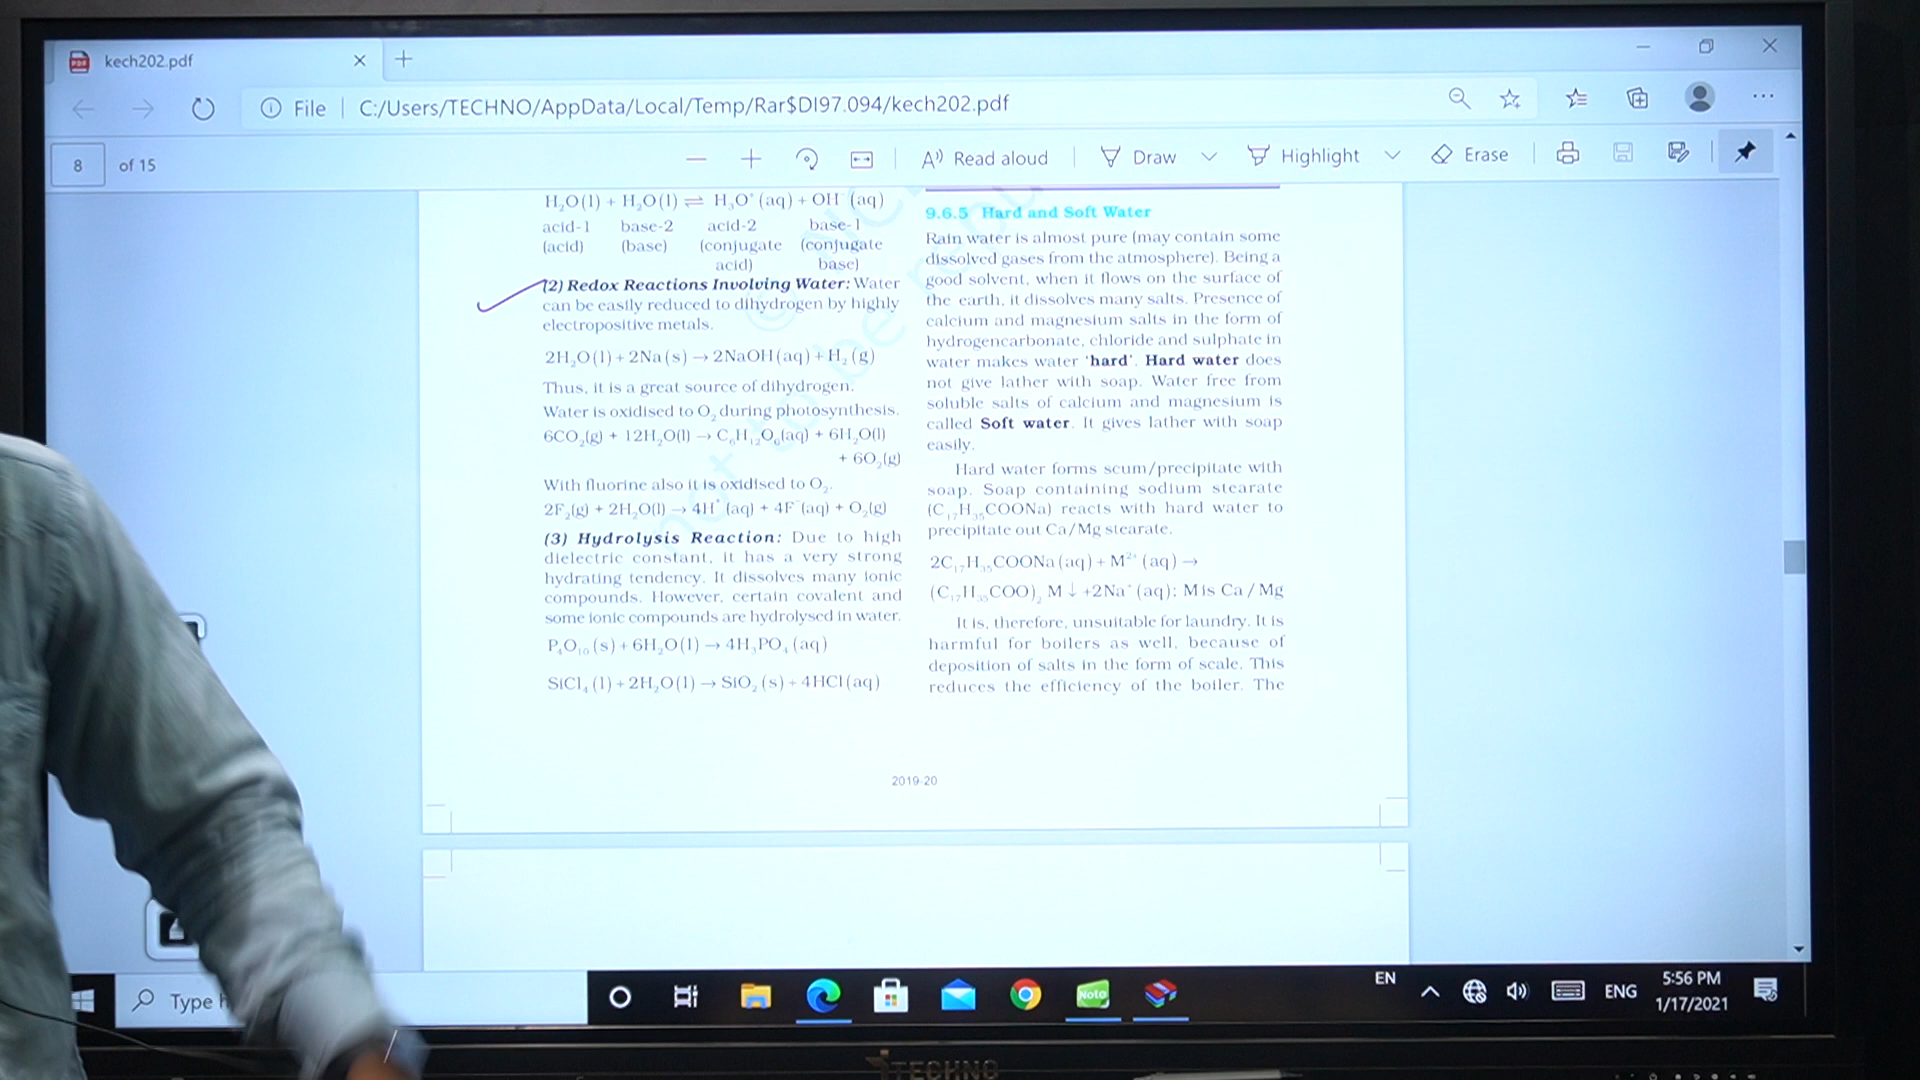 kech202.pdf
File
C:/Users/TECHNO/AppData/Local/Temp/Rar$DI97.094/kech202.pdf
8 of 15
Read aloud
Draw
Highlight
Erase
H₂O(l) + H₂O(l) ⇌ H₃O⁺ (aq) + OH⁻ (aq)
acid-1 base-2 acid-2 base-1
(acid) (base) (conjugate (conjugate
acid) base)
(2) Redox Reactions Involving Water: Water
can be easily reduced to dihydrogen by highly
electropositive metals.
2H₂O(l) + 2Na(s) → 2NaOH(aq) + H₂(g)
Thus, it is a great source of dihydrogen.
Water is oxidised to O₂ during photosynthesis.
6CO₂(g) + 12H₂O(l) → C₆H₁₂O₆(aq) + 6H₂O(l)
+ 6O₂(g)
With fluorine also it is oxidised to O₂.
2F₂(g) + 2H₂O(l) → 4H⁺ (aq) + 4F⁻ (aq) + O₂(g)
(3) Hydrolysis Reaction: Due to high
dielectric constant, it has a very strong
hydrating tendency. It dissolves many ionic
compounds. However, certain covalent and
some ionic compounds are hydrolysed in water.
P₄O₁₀(s) + 6H₂O(l) → 4H₃PO₄(aq)
SiCl₄(l) + 2H₂O(l) → SiO₂(s) + 4HCl(aq)
9.6.5 Hard and Soft Water
Rain water is almost pure (may contain some
dissolved gases from the atmosphere). Being a
good solvent, when it flows on the surface of
the earth, it dissolves many salts. Presence of
calcium and magnesium salts in the form of
hydrogencarbonate, chloride and sulphate in
water makes water 'hard'. Hard water does
not give lather with soap. Water free from
soluble salts of calcium and magnesium is
called Soft water. It gives lather with soap
easily.
Hard water forms scum/precipitate with
soap. Soap containing sodium stearate
(C₁₇H₃₅COONa) reacts with hard water to
precipitate out Ca/Mg stearate.
2C₁₇H₃₅COONa(aq) + M²⁺ (aq) →
(C₁₇H₃₅COO)₂ M↓ +2Na⁺ (aq); M is Ca / Mg
It is, therefore, unsuitable for laundry. It is
harmful for boilers as well, because of
deposition of salts in the form of scale. This
reduces the efficiency of the boiler. The
not to be
2019-20
Type
Note
EN
ENG
5:56 PM
1/17/2021
TECHNO